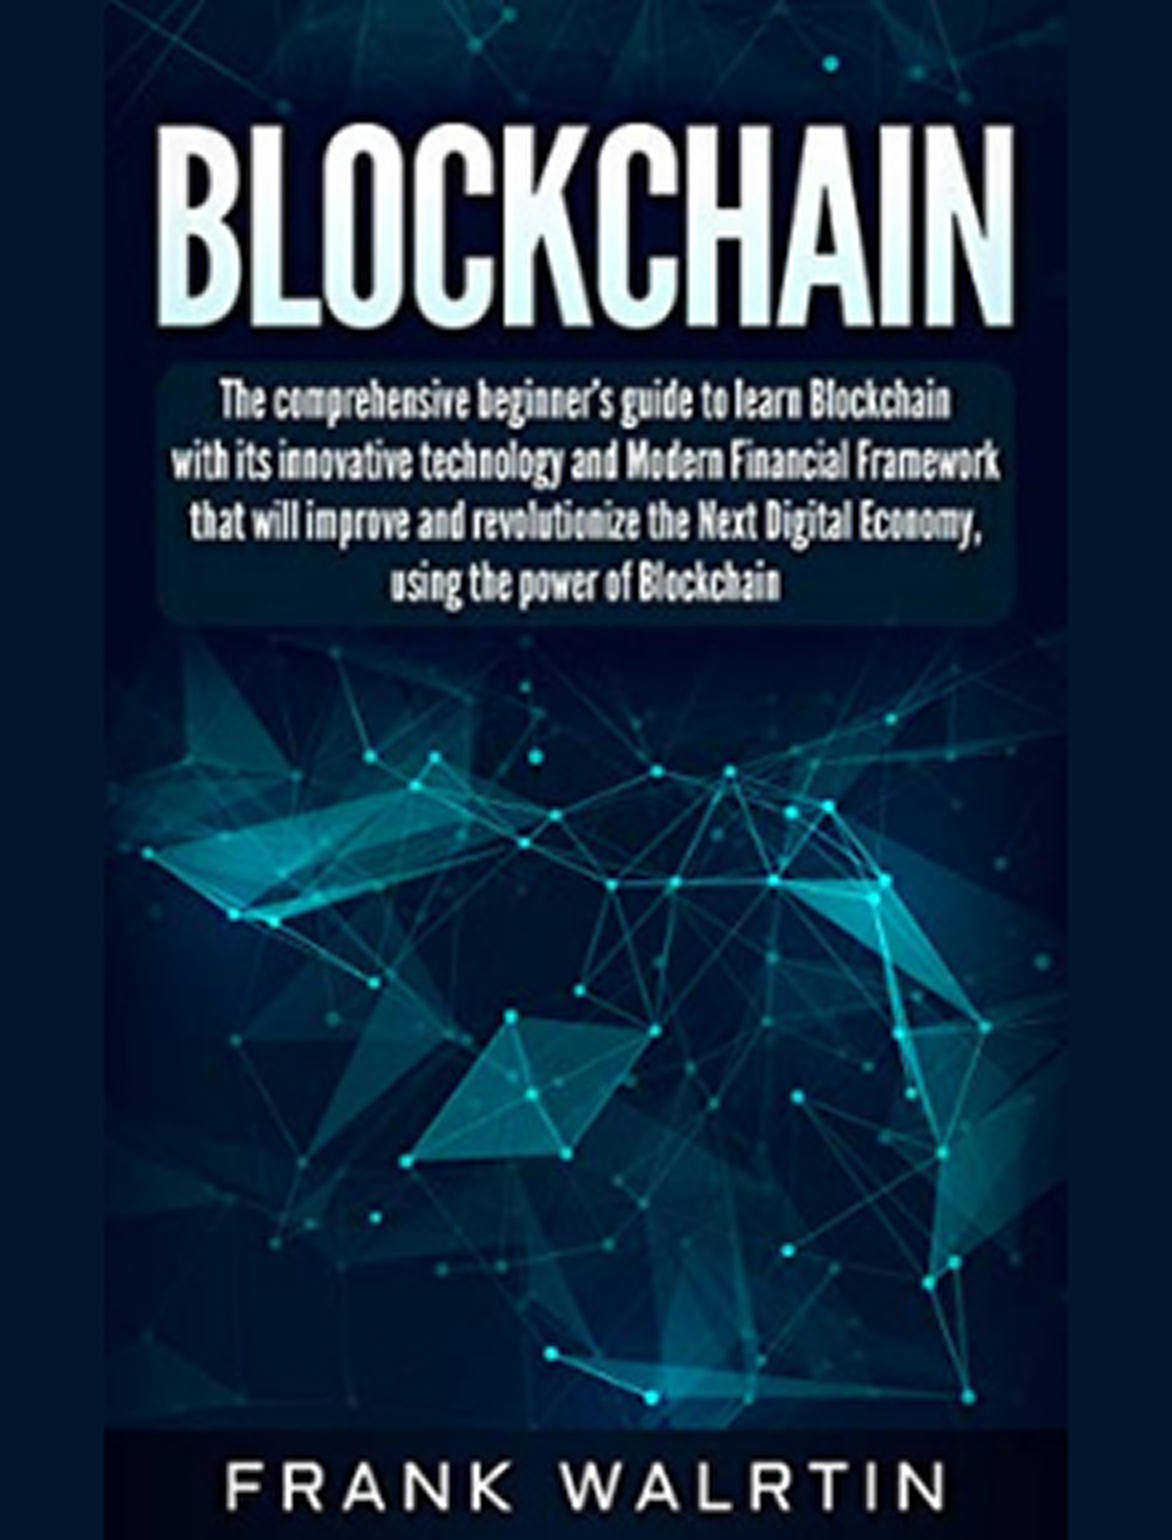 BLOCKCHAIN
The comprehensive beginner's guide to learn Blockchain
with its innovative technology and Modern Financial Framework
that will improve and revolutionize the Next Digital Economy,
using the power of Blockchain
FRANK WALRTIN